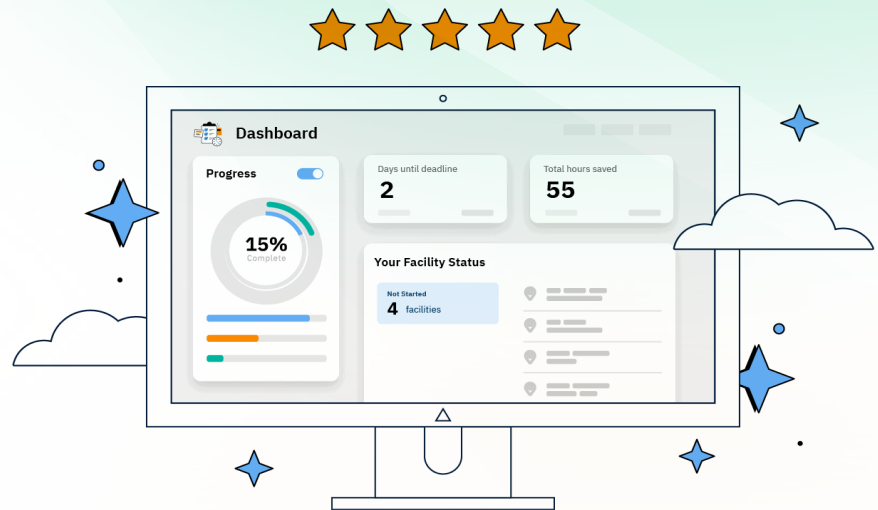 Dashboard
Progress
15%
Complete
Days until deadline
2
Total hours saved
55
Your Facility Status
Not Started
4 facilities